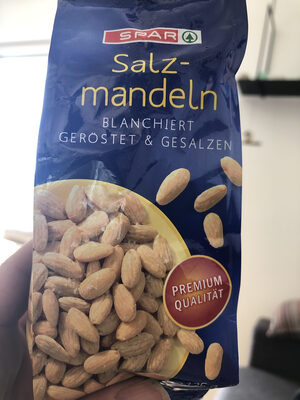 SPAR
Salz-
mandeln
BLANCHIERT
GERÖSTET & GESALZEN
PREMIUM
QUALITÄT